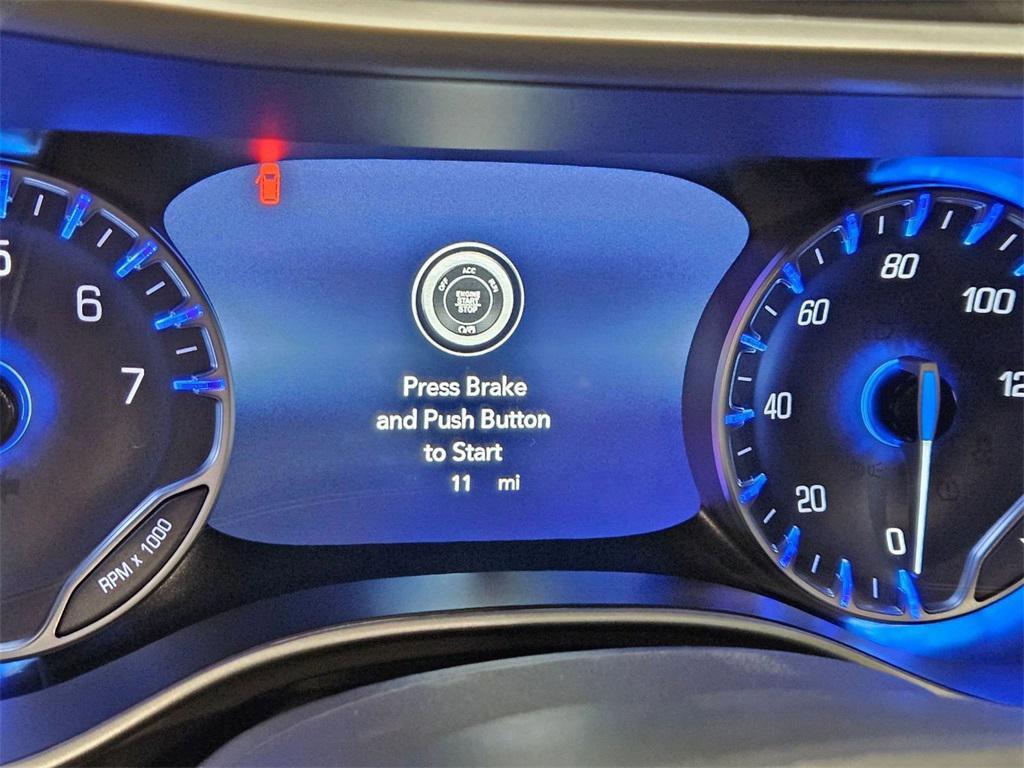 5
6
7
RPM x 1000
OFF ACC RUN
ENGINE
START
STOP
Press Brake
and Push Button
to Start
11 mi
0
20
40
60
80
100